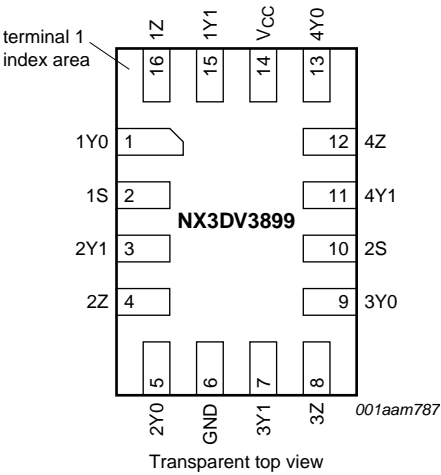 terminal 1
index area
1Z
1Y1
VCC
4Y0
16
15
14
13
1Y0 1
12 4Z
1S 2
11 4Y1
NX3DV3899
2Y1 3
10 2S
2Z 4
9 3Y0
5
6
7
8
2Y0
GND
3Y1
3Z
001aam787
Transparent top view